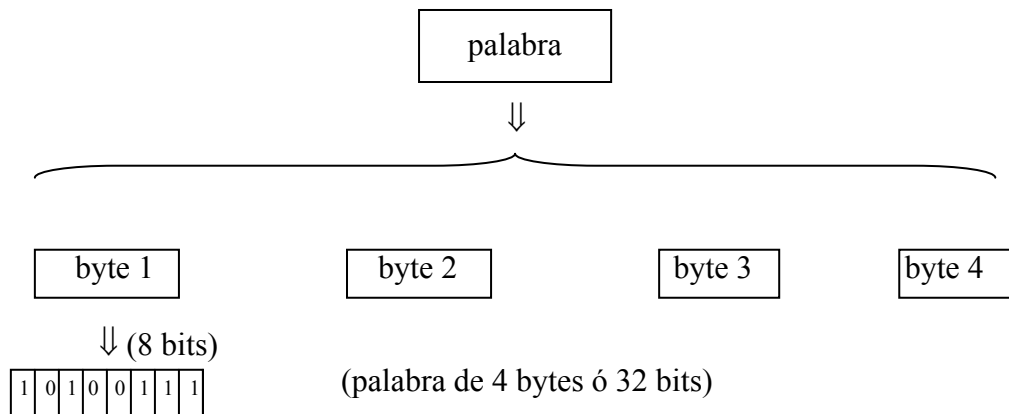 palabra
⇓
byte 1 byte 2 byte 3 byte 4
⇓ (8 bits)
1 0 1 0 0 1 1 1 (palabra de 4 bytes ó 32 bits)